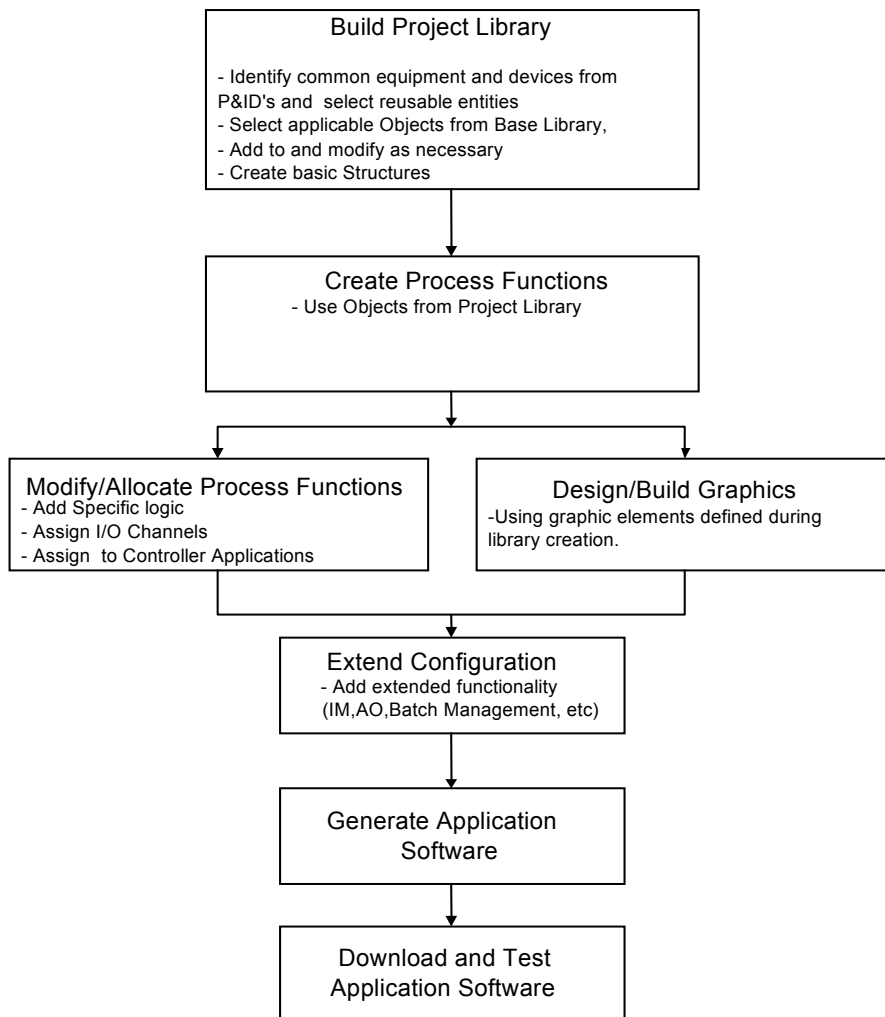 Build Project Library
- Identify common equipment and devices from
P&ID's and  select reusable entities
- Select applicable Objects from Base Library,
- Add to and modify as necessary
- Create basic Structures
Create Process Functions
- Use Objects from Project Library
Modify/Allocate Process Functions
- Add Specific logic
- Assign I/O Channels
- Assign  to Controller Applications
Design/Build Graphics
-Using graphic elements defined during
library creation.
Extend Configuration
- Add extended functionality
(IM,AO,Batch Management, etc)
Generate Application
Software
Download and Test
Application Software